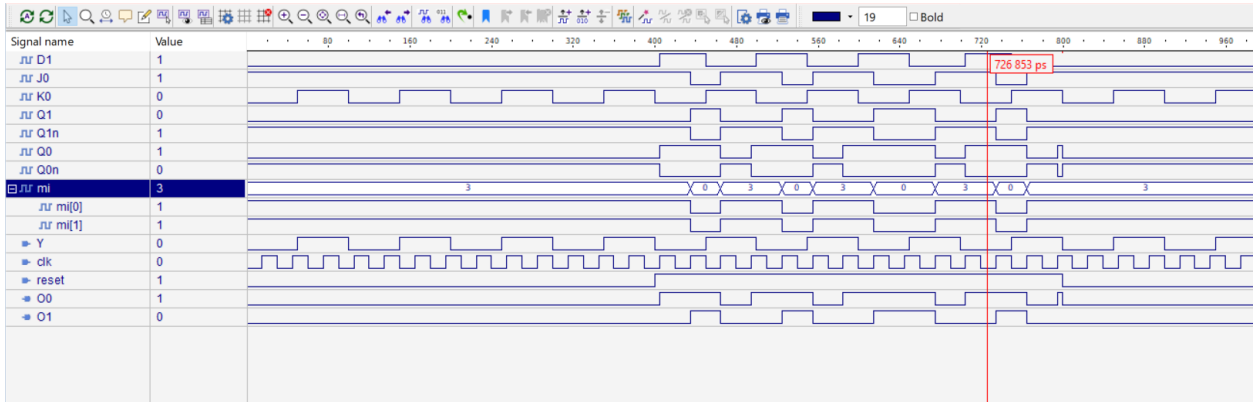 19 Bold
Signal name Value 80 160 240 320 400 480 560 640 720 800 880 960
D1 1 726 853 ps
J0 1
K0 0
Q1 0
Q1n 1
Q0 1
Q0n 0
mi 3 3 0 3 0 3 0 3 0 3
mi[0] 1
mi[1] 1
Y 0
clk 0
reset 1
O0 1
O1 0